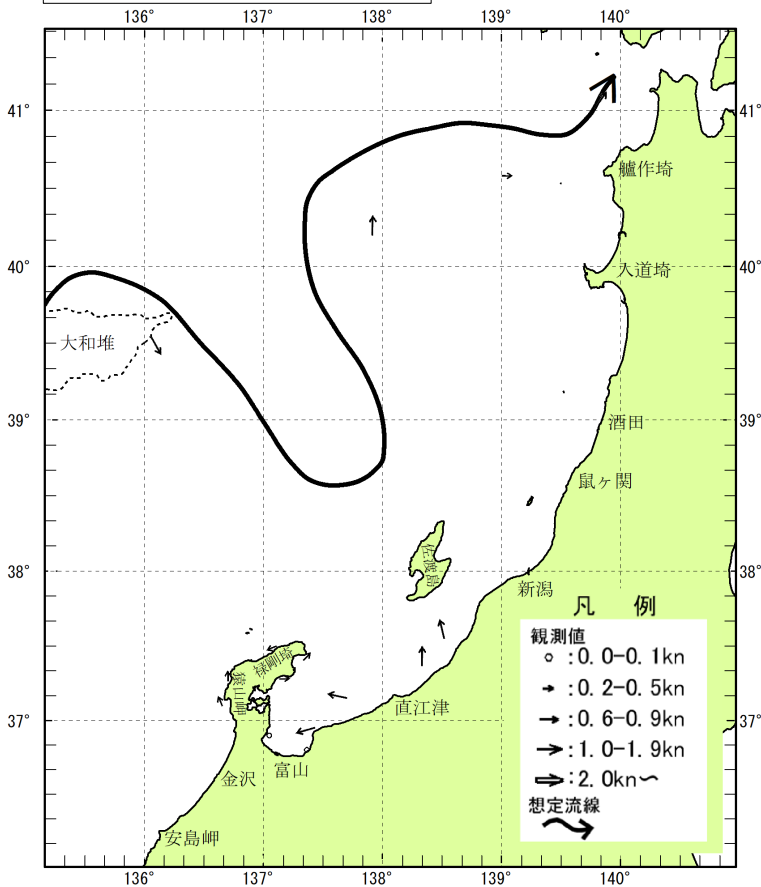 136° 137° 138° 139° 140°
41° 41°
艫作埼
40° 入道埼 40°
大和堆
39° 酒田 39°
鼠ヶ関
38° 佐渡島 38°
新潟
凡 例
観測値
:0.0-0.1kn
:0.2-0.5kn
:0.6-0.9kn
:1.0-1.9kn
:2.0kn~
想定流線
禄剛埼
猿山岬
37° 直江津 37°
富山
金沢
安島岬
136° 137° 138° 139° 140°